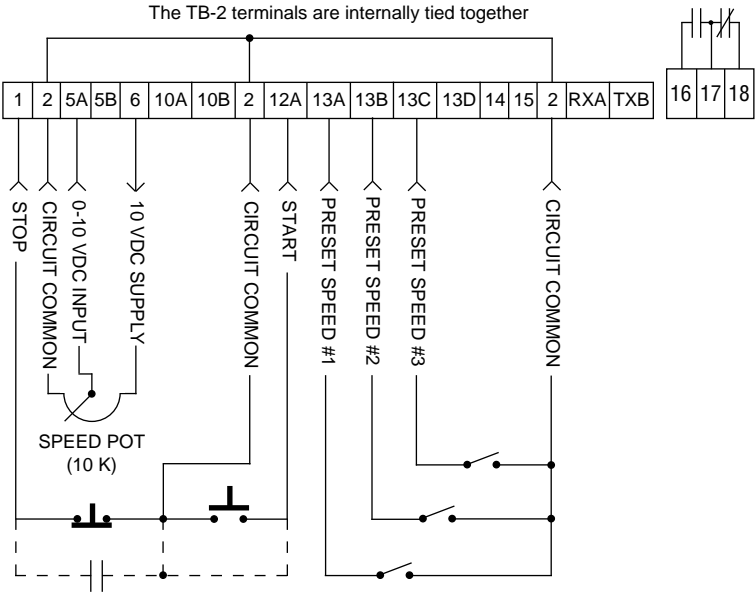 The TB-2 terminals are internally tied together
1 2 5A 5B 6 10A 10B 2 12A 13A 13B 13C 13D 14 15 2 RXA TXB
16 17 18
STOP
CIRCUIT COMMON
0-10 VDC INPUT
10 VDC SUPPLY
CIRCUIT COMMON
START
PRESET SPEED #1
PRESET SPEED #2
PRESET SPEED #3
CIRCUIT COMMON
SPEED POT
(10 K)